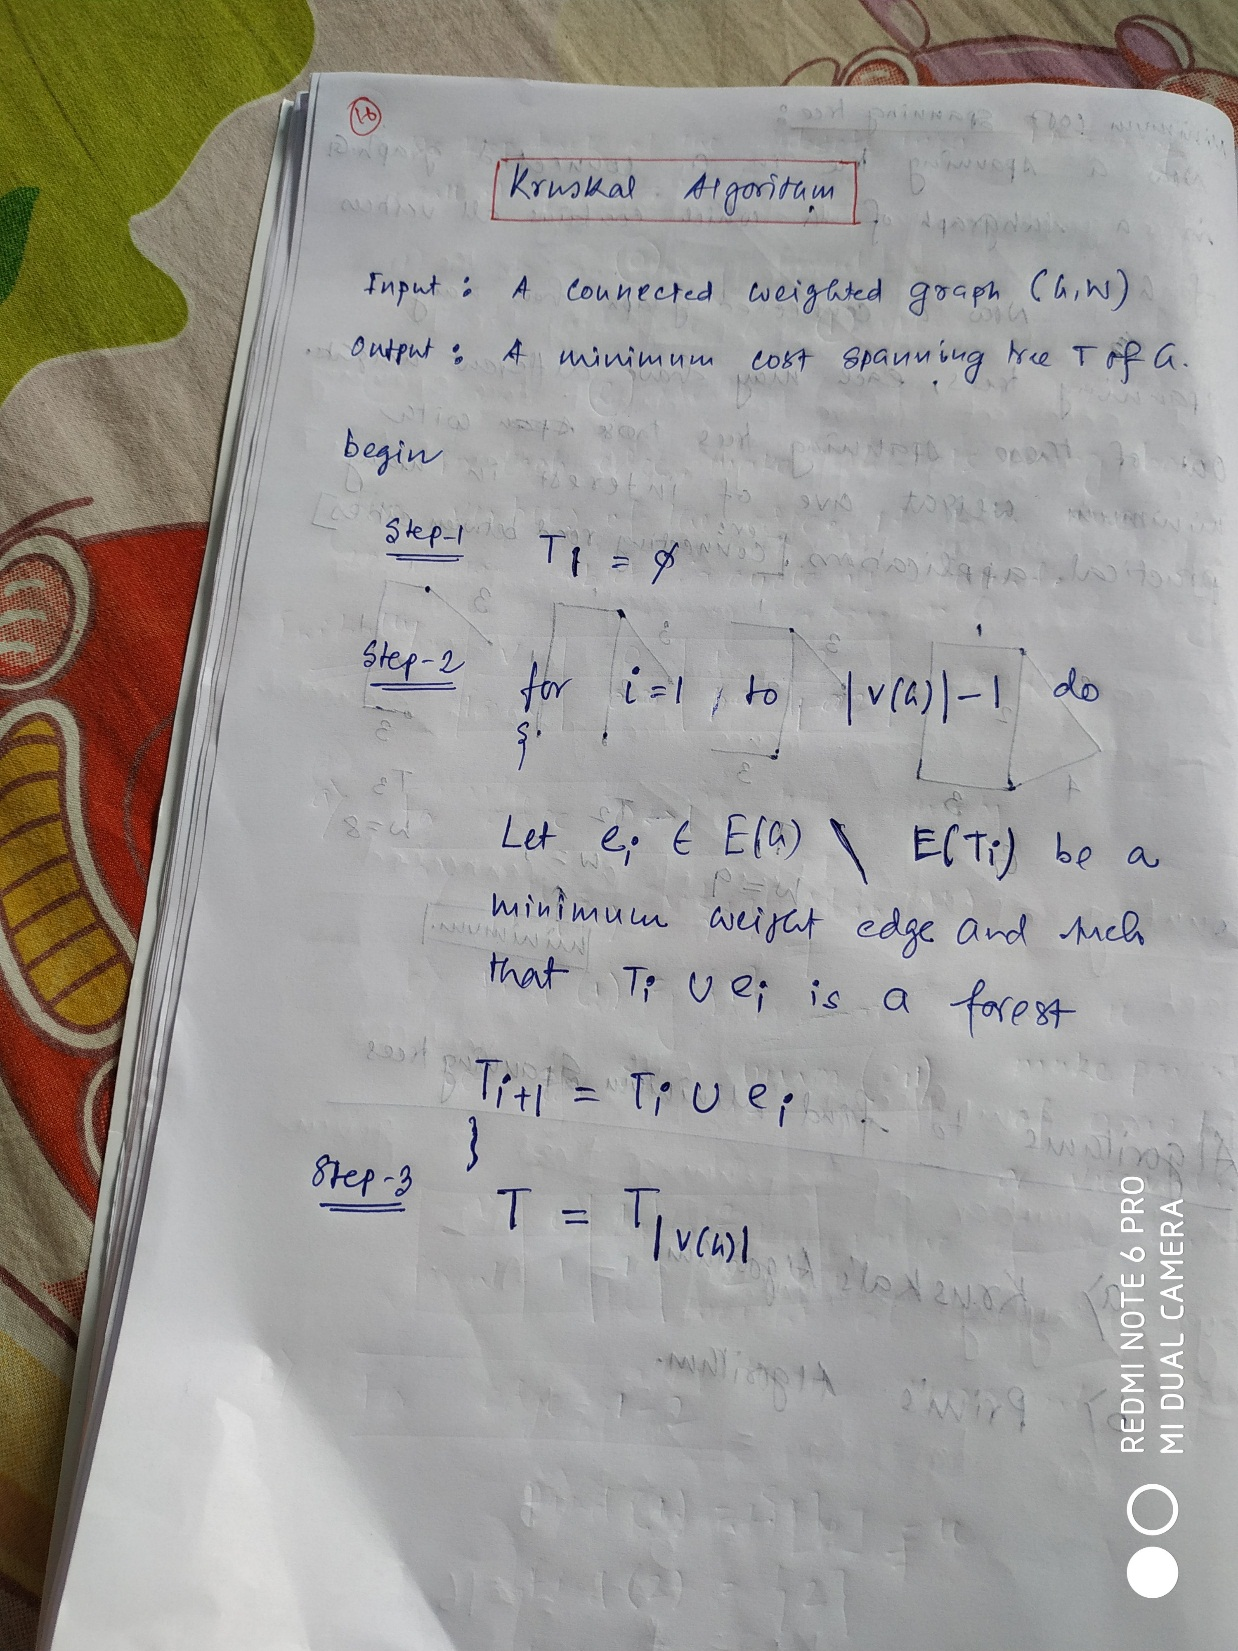 16
Kruskal Algoritam
Input : A connected weighted graph (G,W)
Output : A minimum cost spanning tree T of G.
begin
Step-1 T1 = ∅
Step-2 for i=1, to |V(G)|-1 do
{
Let ei ∈ E(G) \ E(Ti) be a
minimum weight edge and such
that Ti ∪ ei is a forest
Ti+1 = Ti ∪ ei
}
Step-3 T = T|V(G)|
REDMI NOTE 6 PRO
MI DUAL CAMERA